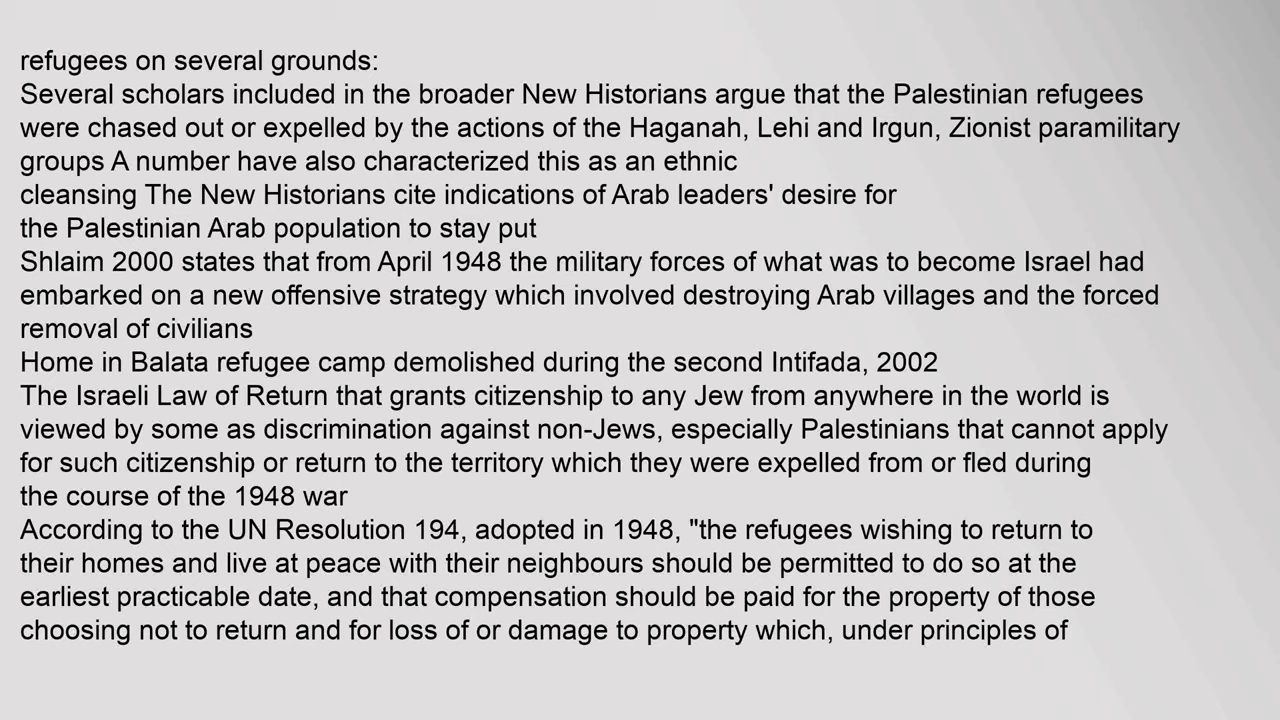 refugees on several grounds:
Several scholars included in the broader New Historians argue that the Palestinian refugees
were chased out or expelled by the actions of the Haganah, Lehi and Irgun, Zionist paramilitary
groups A number have also characterized this as an ethnic
cleansing The New Historians cite indications of Arab leaders' desire for
the Palestinian Arab population to stay put
Shlaim 2000 states that from April 1948 the military forces of what was to become Israel had
embarked on a new offensive strategy which involved destroying Arab villages and the forced
removal of civilians
Home in Balata refugee camp demolished during the second Intifada, 2002
The Israeli Law of Return that grants citizenship to any Jew from anywhere in the world is
viewed by some as discrimination against non-Jews, especially Palestinians that cannot apply
for such citizenship or return to the territory which they were expelled from or fled during
the course of the 1948 war
According to the UN Resolution 194, adopted in 1948, "the refugees wishing to return to
their homes and live at peace with their neighbours should be permitted to do so at the
earliest practicable date, and that compensation should be paid for the property of those
choosing not to return and for loss of or damage to property which, under principles of